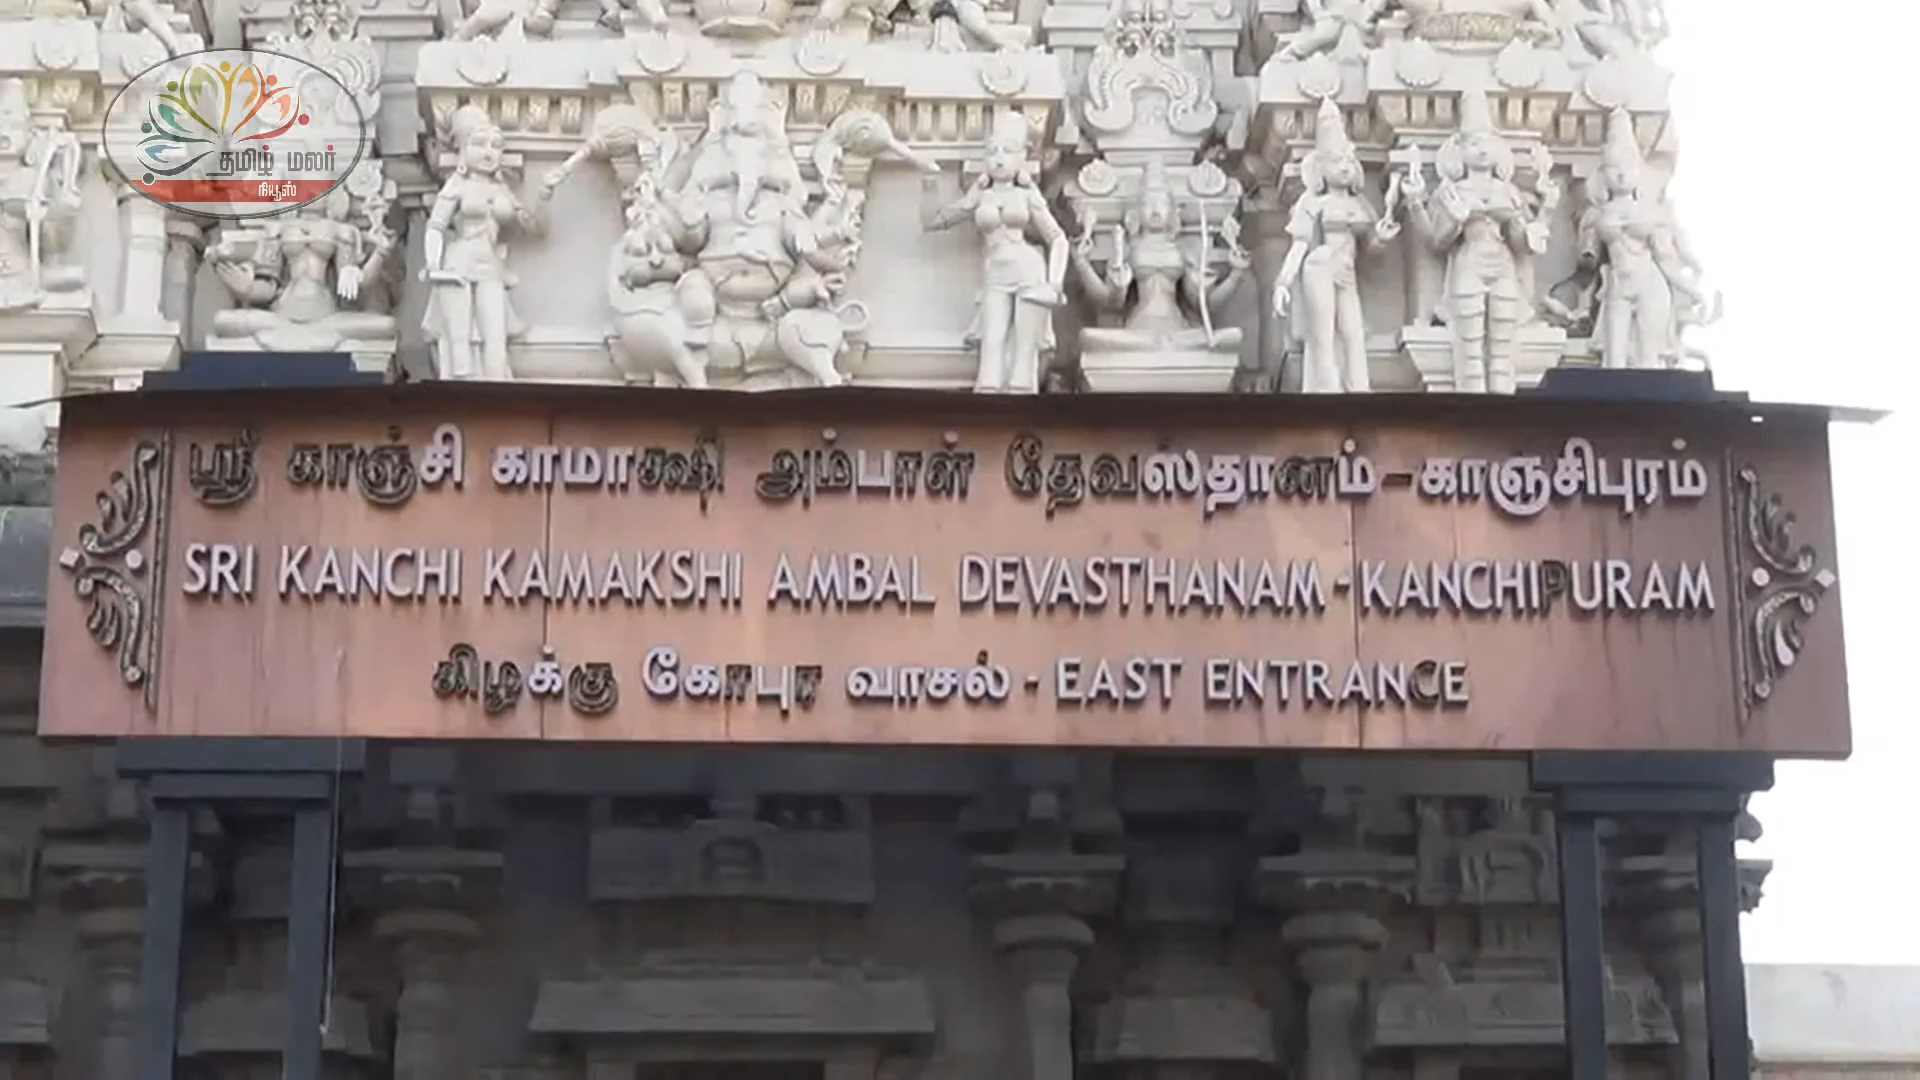 தமிழ் மலர்
நியூஸ்
ஸ்ரீ காஞ்சி காமாக்ஷி அம்பாள் தேவஸ்தானம் - காஞ்சிபுரம்
SRI KANCHI KAMAKSHI AMBAL DEVASTHANAM - KANCHIPURAM
கிழக்கு கோபுர வாசல் - EAST ENTRANCE